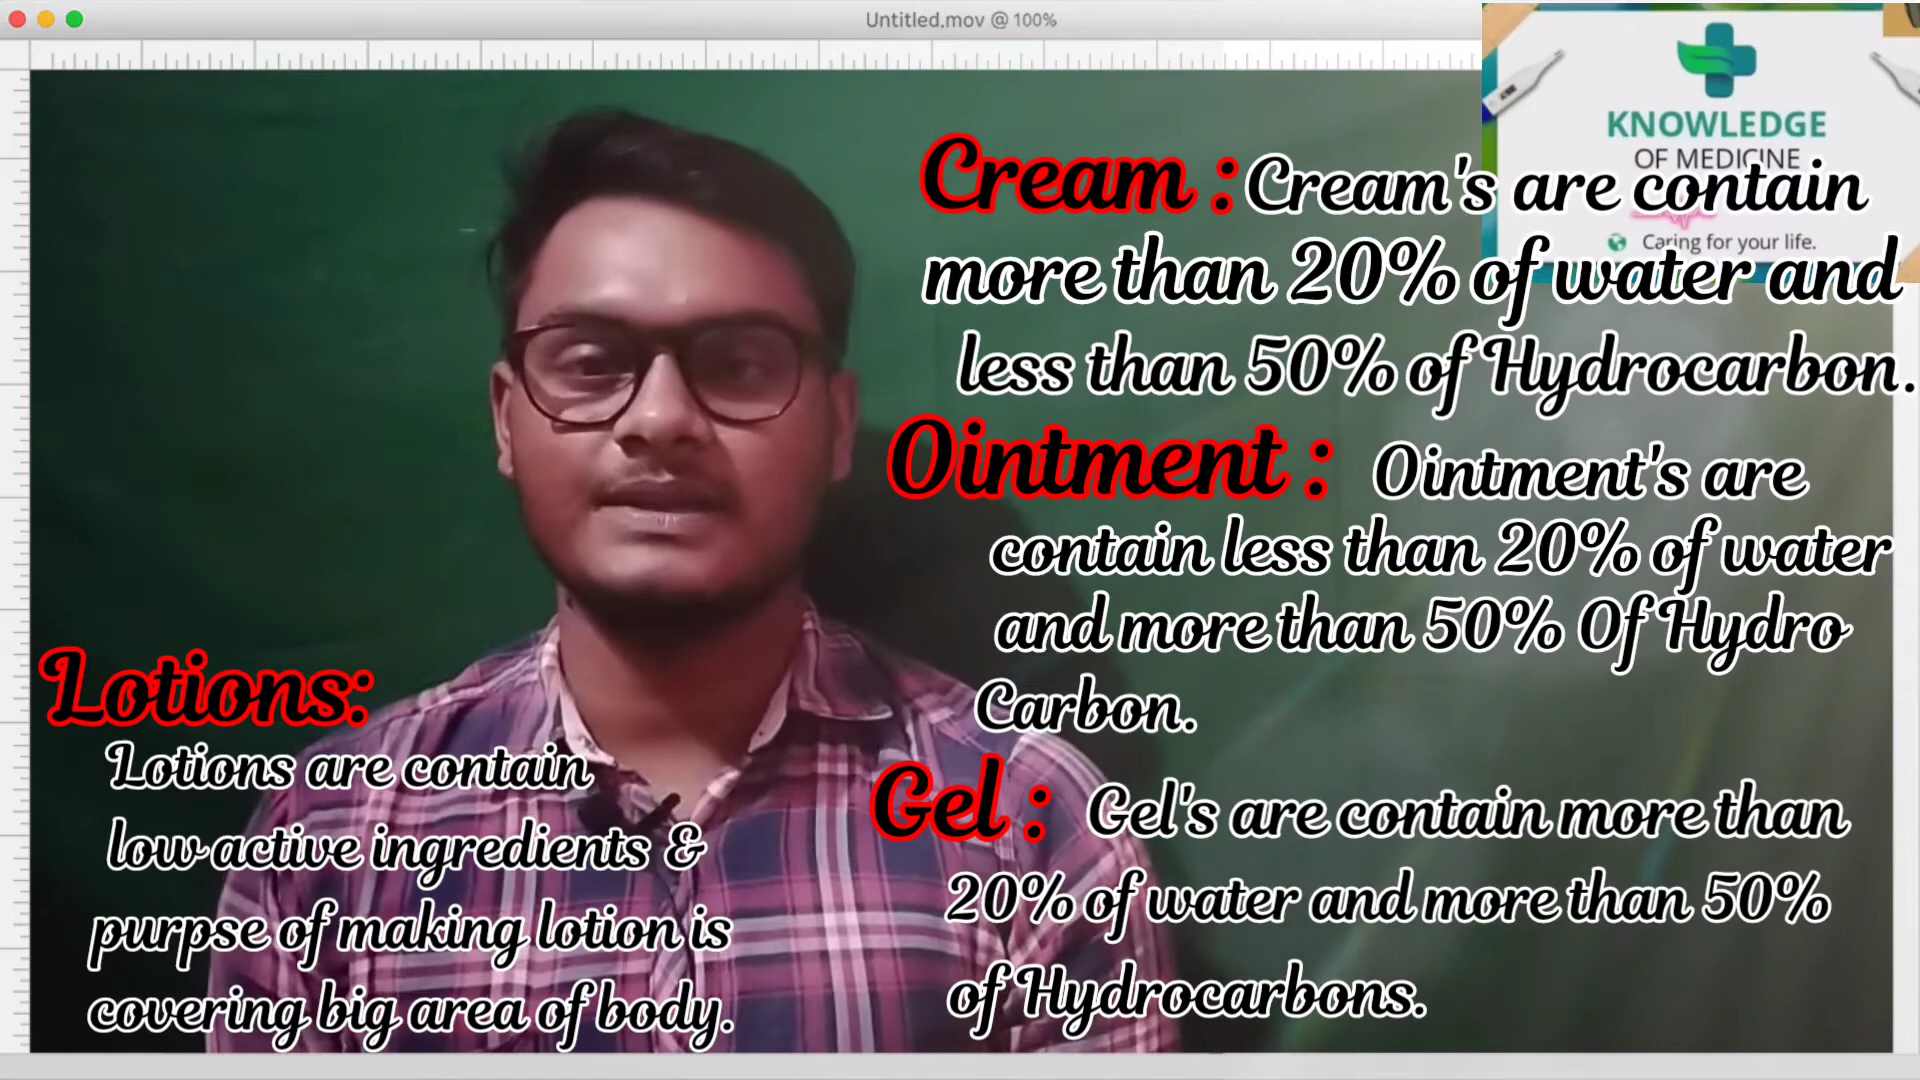 Untitled.mov @ 100%
KNOWLEDGE
OF MEDICINE
Caring for your life.
Cream : Cream's are contain
more than 20% of water and
less than 50% of Hydrocarbon.
Ointment : Ointment's are
contain less than 20% of water
and more than 50% Of Hydro
Carbon.
Gel : Gel's are contain more than
20% of water and more than 50%
of Hydrocarbons.
Lotions:
Lotions are contain
low active ingredients &
purpse of making lotion is
covering big area of body.